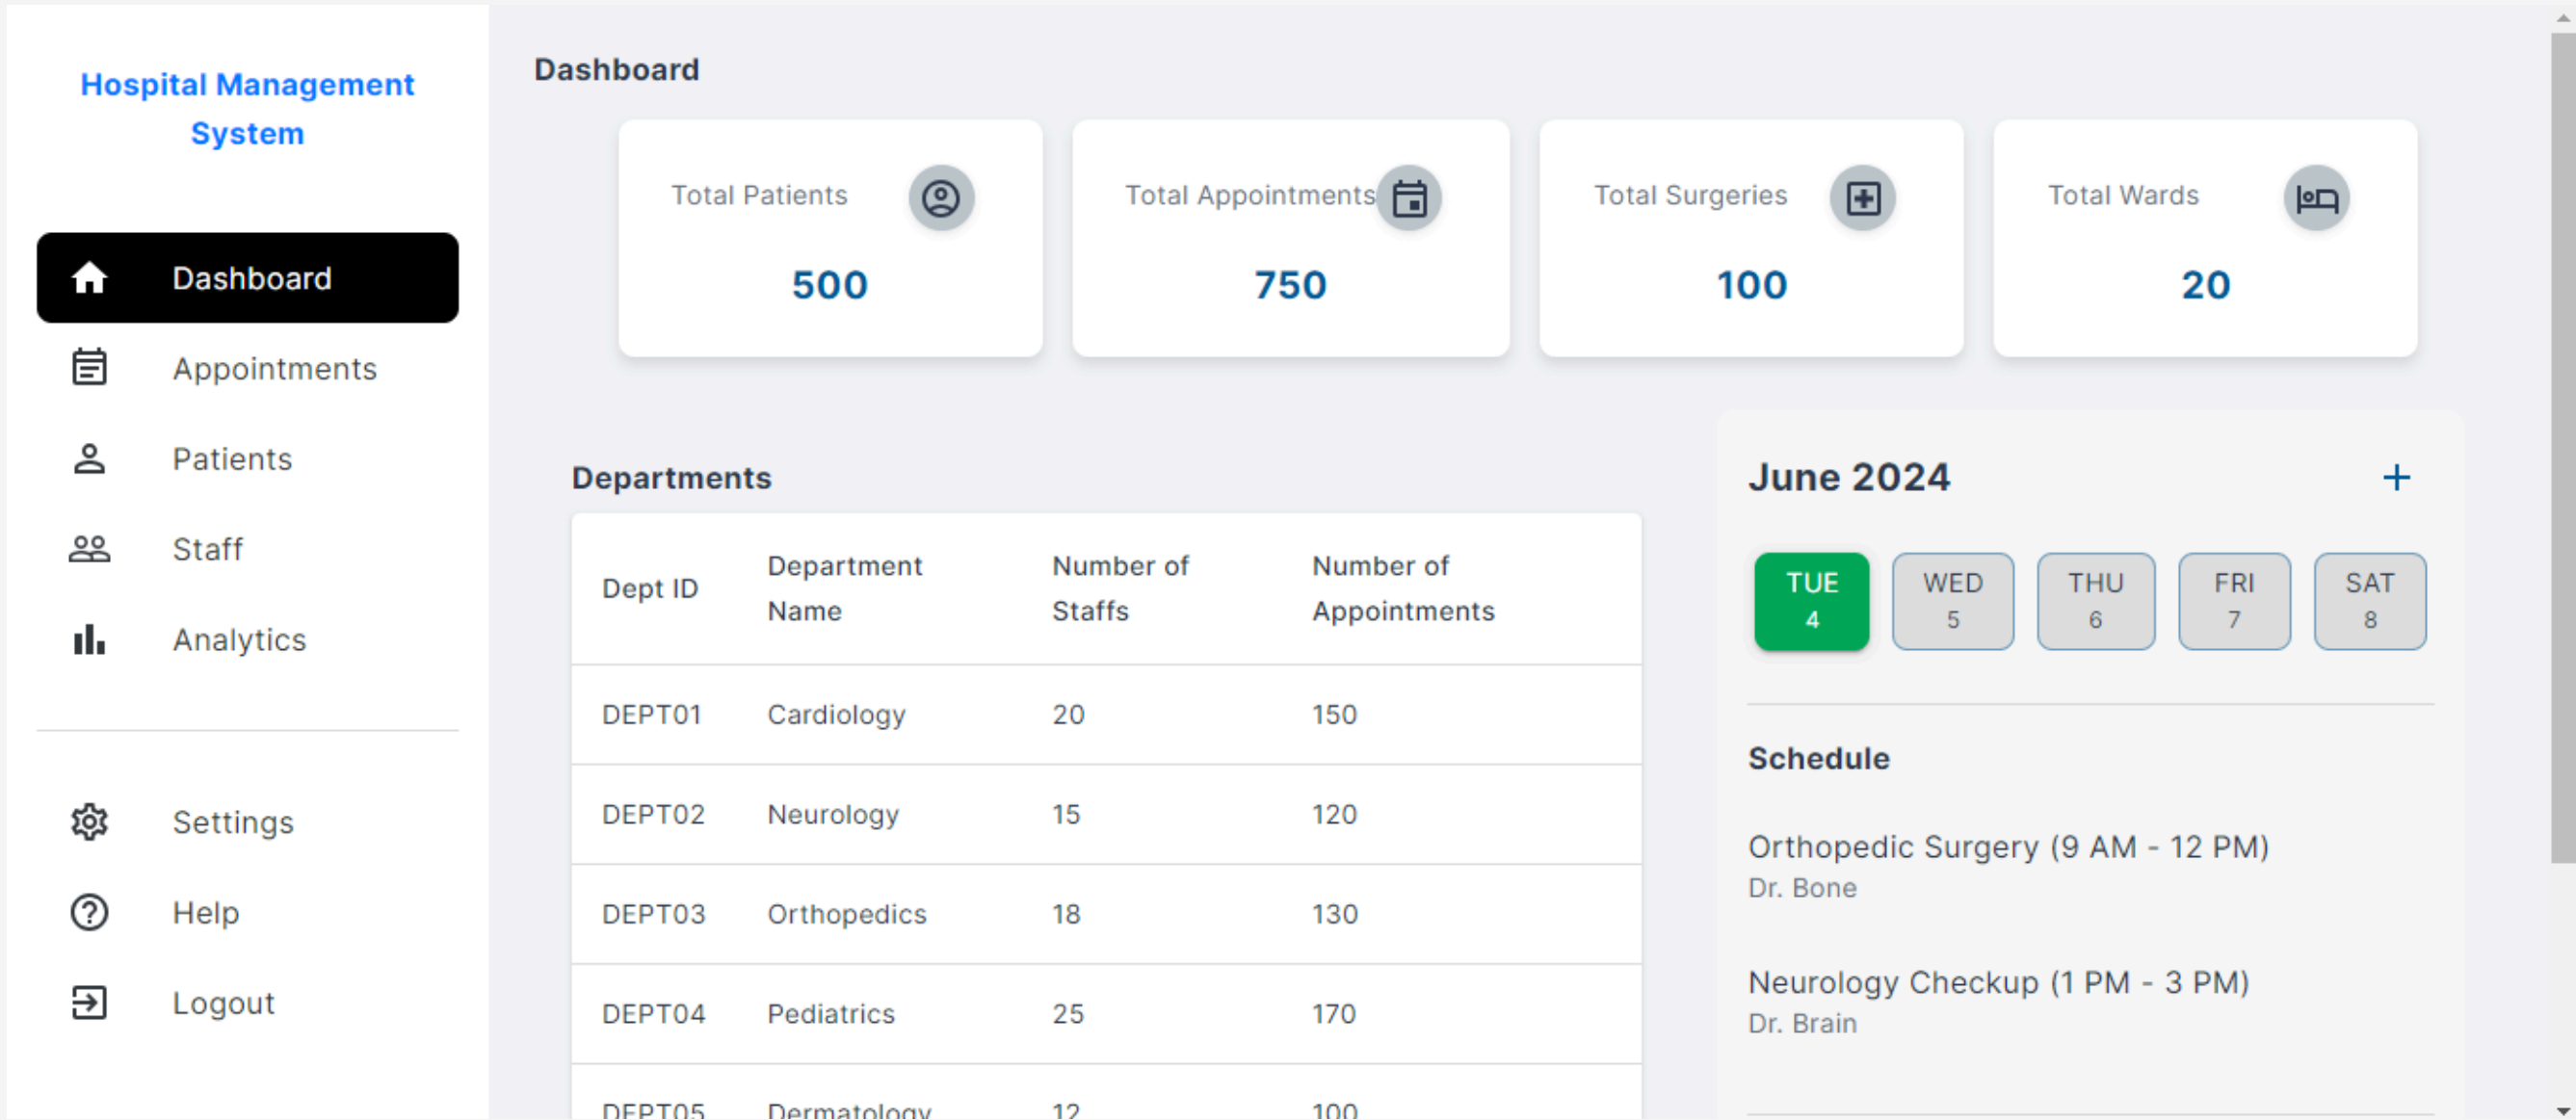 Hospital Management
System
Dashboard
Appointments
Patients
Staff
Analytics
Settings
Help
Logout
Dashboard
Total Patients
500
Total Appointments
750
Total Surgeries
100
Total Wards
20
Departments
Dept ID Department Name Number of Staffs Number of Appointments
DEPT01 Cardiology 20 150
DEPT02 Neurology 15 120
DEPT03 Orthopedics 18 130
DEPT04 Pediatrics 25 170
DEPT05 Dermatology 12 100
June 2024
+
TUE WED THU FRI SAT
4 5 6 7 8
Schedule
Orthopedic Surgery (9 AM - 12 PM)
Dr. Bone
Neurology Checkup (1 PM - 3 PM)
Dr. Brain